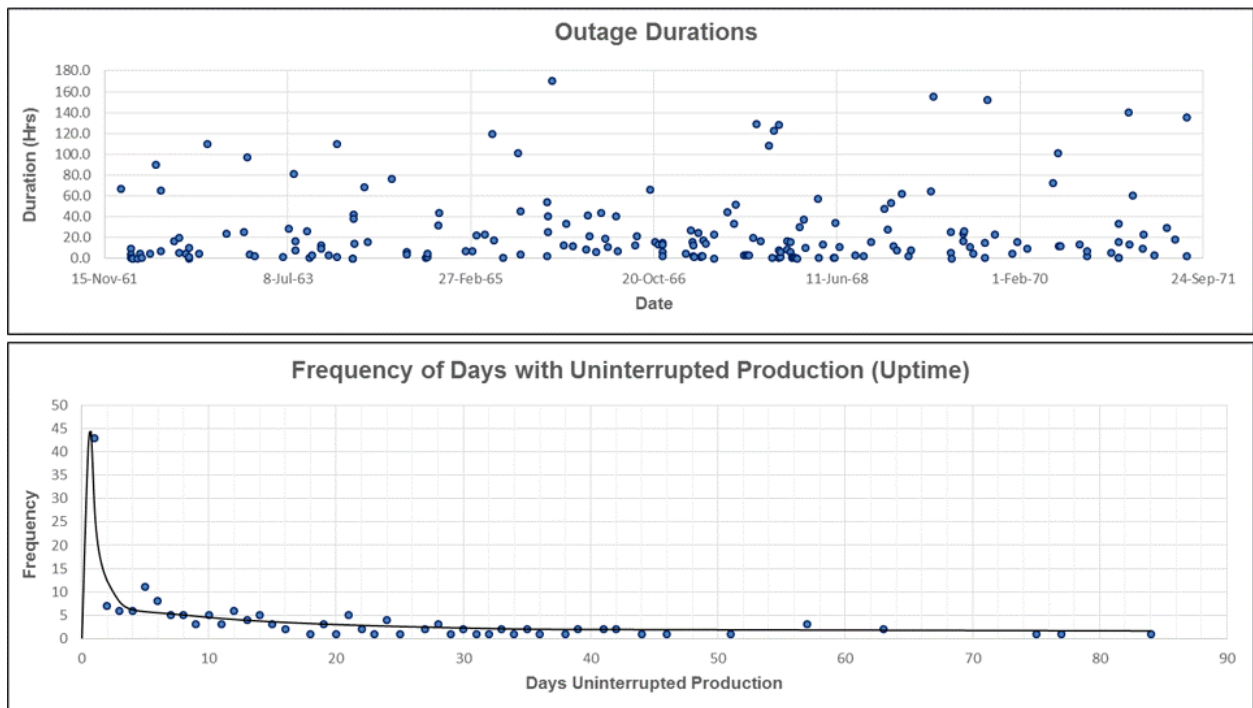 Outage Durations
180.0
160.0
140.0
120.0
100.0
80.0
60.0
40.0
20.0
0.0
Duration (Hrs)
15-Nov-61 8-Jul-63 27-Feb-65 20-Oct-66 11-Jun-68 1-Feb-70 24-Sep-71
Date
Frequency of Days with Uninterrupted Production (Uptime)
50
45
40
35
30
25
20
15
10
5
0
Frequency
0 10 20 30 40 50 60 70 80 90
Days Uninterrupted Production